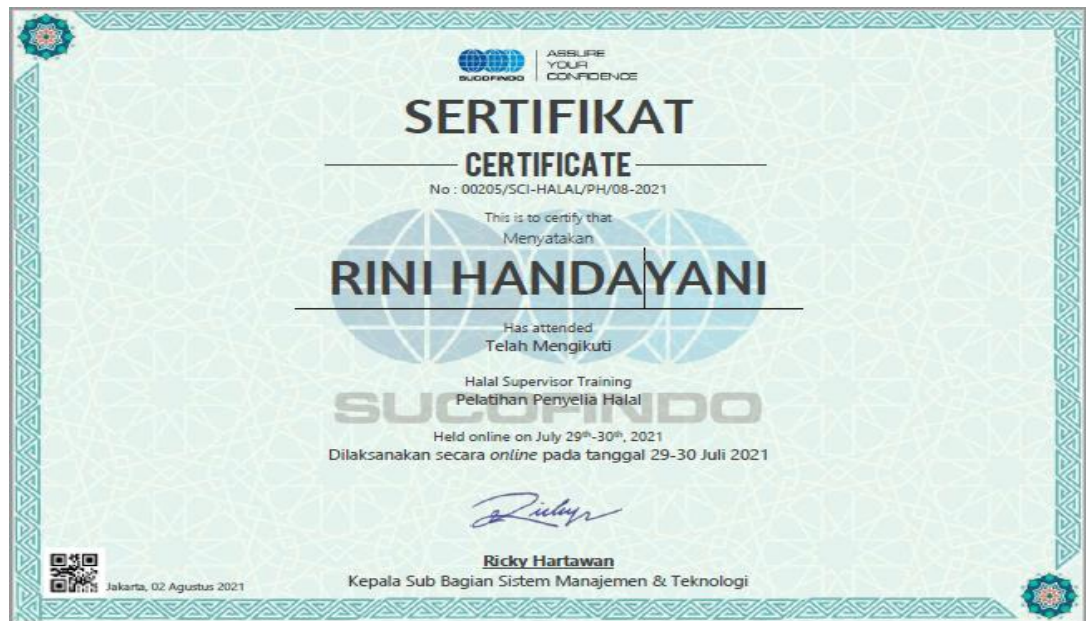 SUCOFINDO
ASSURE
YOUR
CONFIDENCE
SERTIFIKAT
CERTIFICATE
No : 00205/SCI-HALAL/PH/08-2021
This is to certify that
Menyatakan
RINI HANDAYANI
Has attended
Telah Mengikuti
Halal Supervisor Training
Pelatihan Penyelia Halal
SUCOFINDO
Held online on July 29th-30th, 2021
Dilaksanakan secara online pada tanggal 29-30 Juli 2021
Ricky Hartawan
Kepala Sub Bagian Sistem Manajemen & Teknologi
Jakarta, 02 Agustus 2021